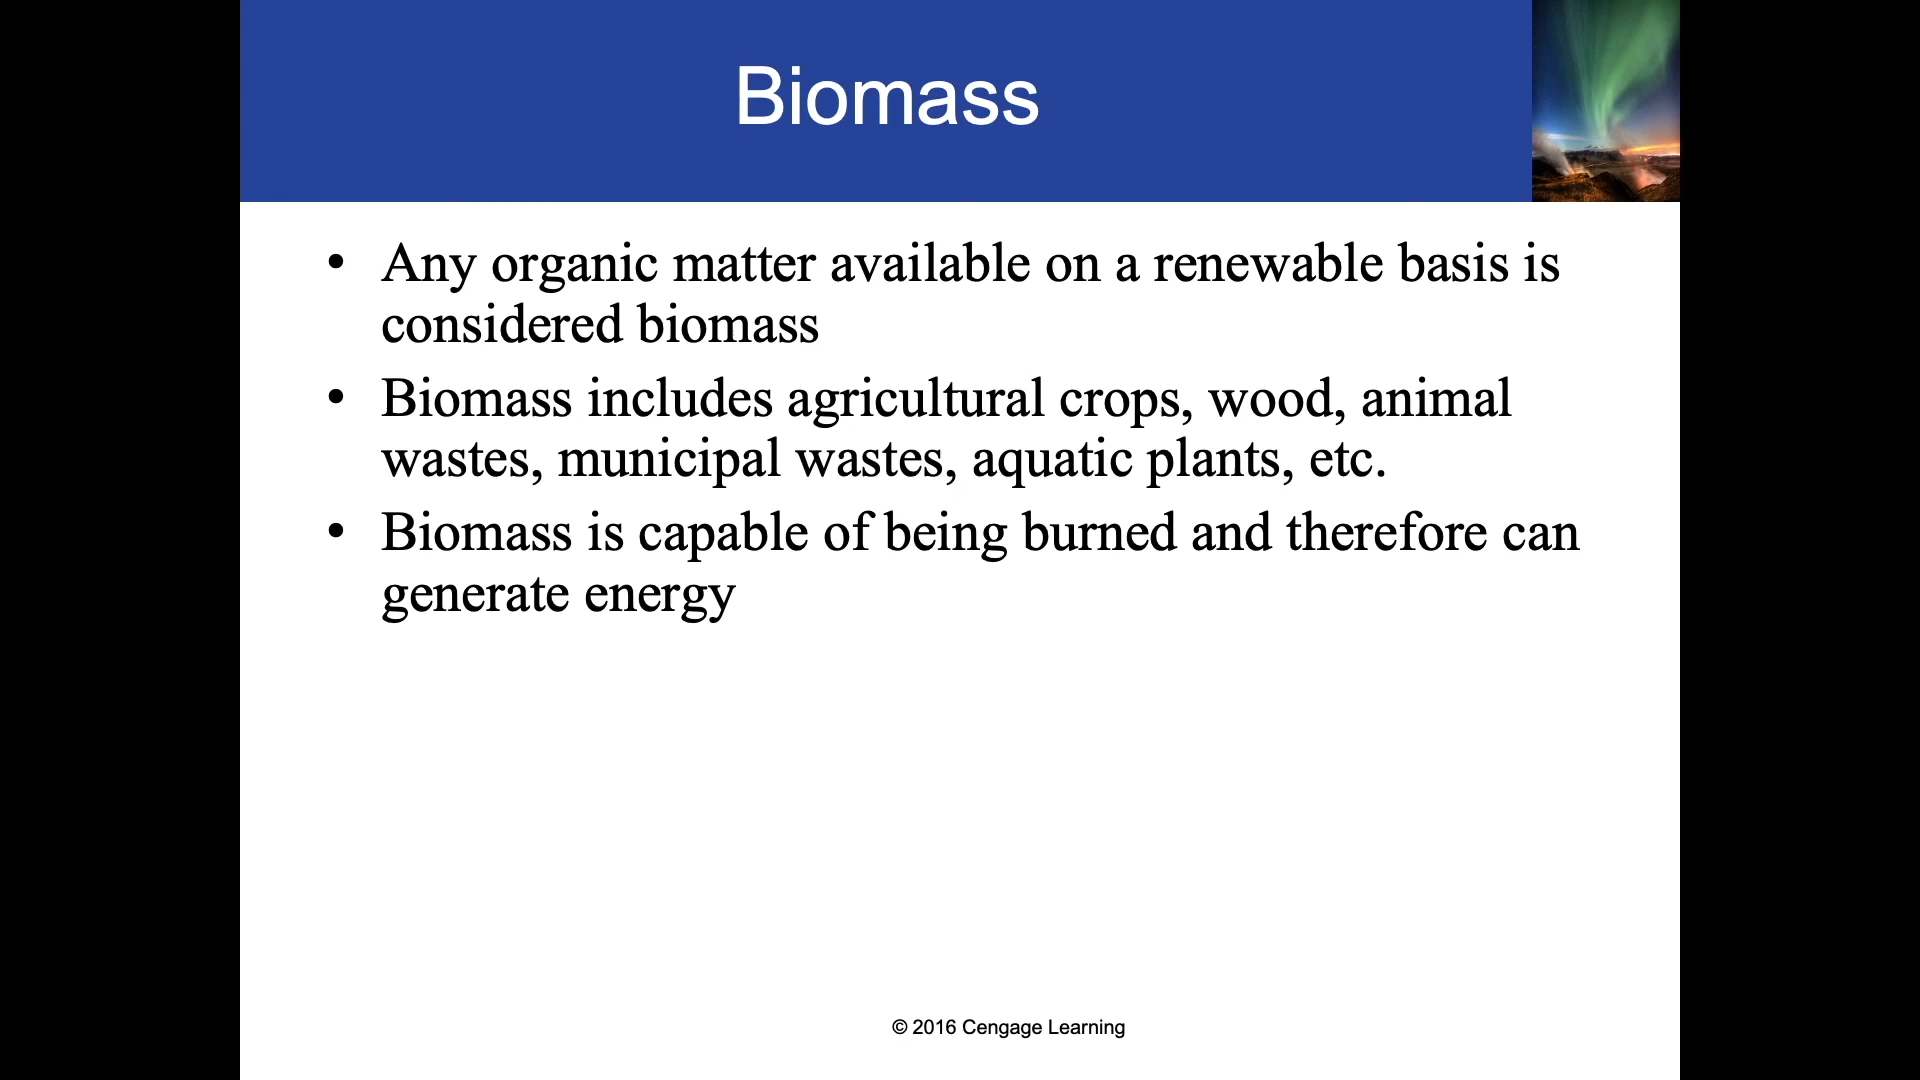 Biomass
• Any organic matter available on a renewable basis is
considered biomass
• Biomass includes agricultural crops, wood, animal
wastes, municipal wastes, aquatic plants, etc.
• Biomass is capable of being burned and therefore can
generate energy
© 2016 Cengage Learning